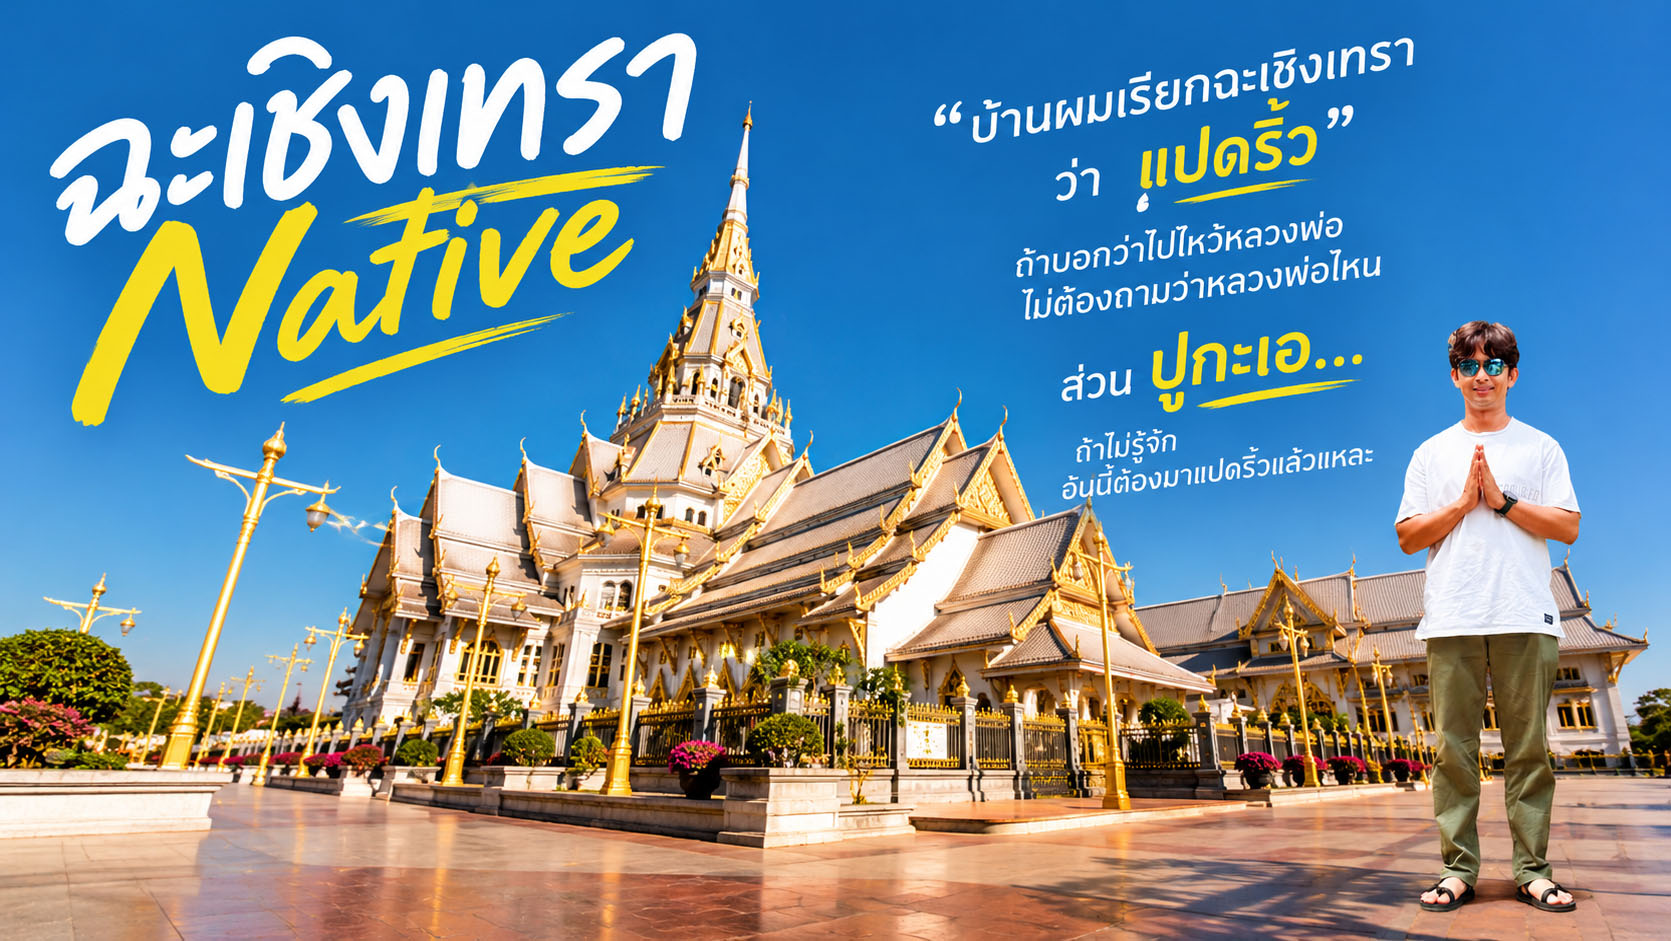 ฉะเชิงเทรา
Native
“บ้านผมเรียกฉะเชิงเทรา
ว่า แปดริ้ว”
ถ้าบอกว่าไปไหว้หลวงพ่อ
ไม่ต้องถามว่าหลวงพ่อไหน
ส่วน ปูกะเอ...
ถ้าไม่รู้จัก
อันนี้ต้องมาแปดริ้วแล้วแหละ